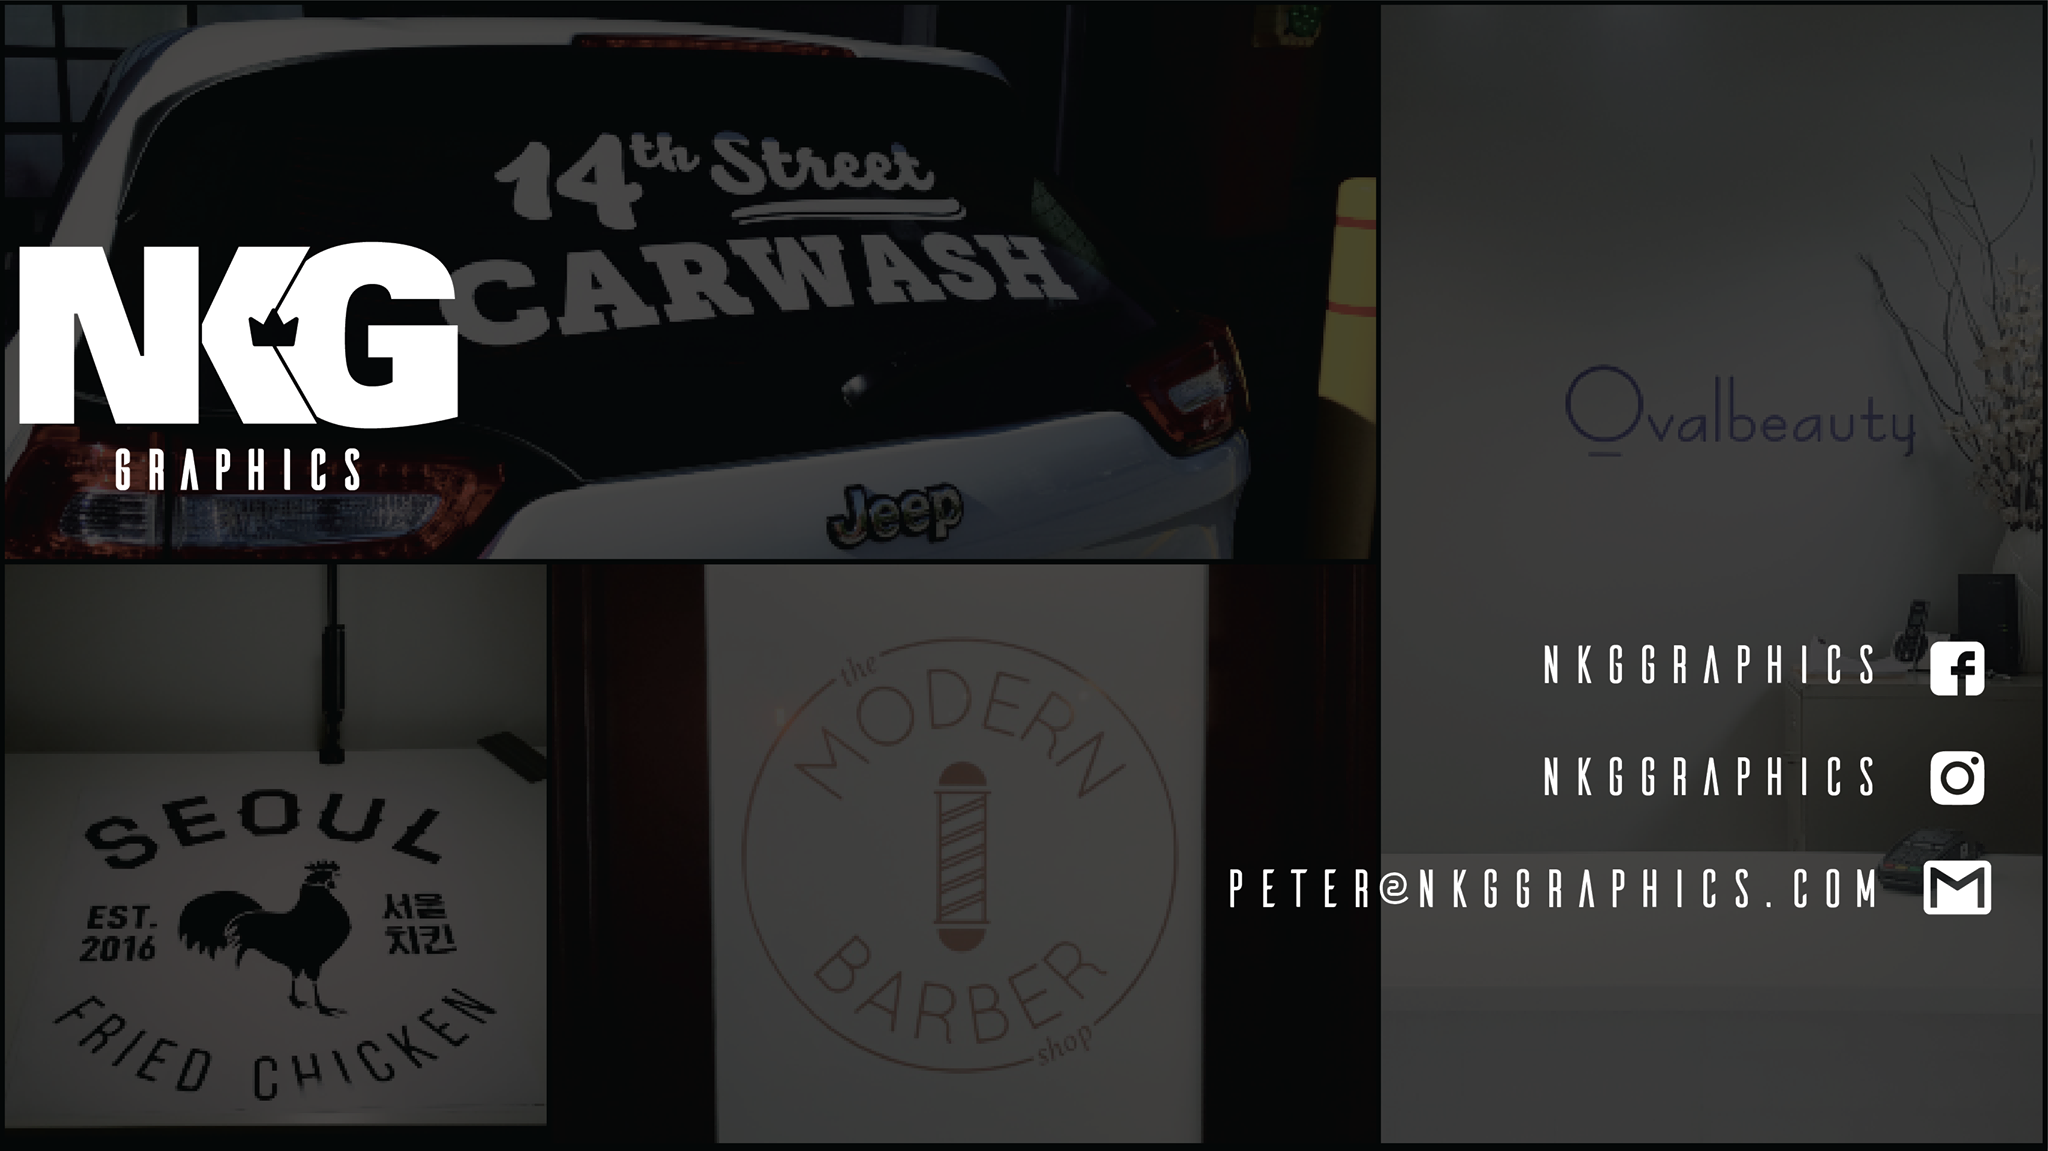 14th Street
CARWASH
NKG
GRAPHICS
Jeep
Ovalbeauty
SEOUL
EST.
2016
서울
치킨
FRIED CHICKEN
the
MODERN
BARBER
shop
NKGGRAPHICS
NKGGRAPHICS
PETER@NKGGRAPHICS.COM